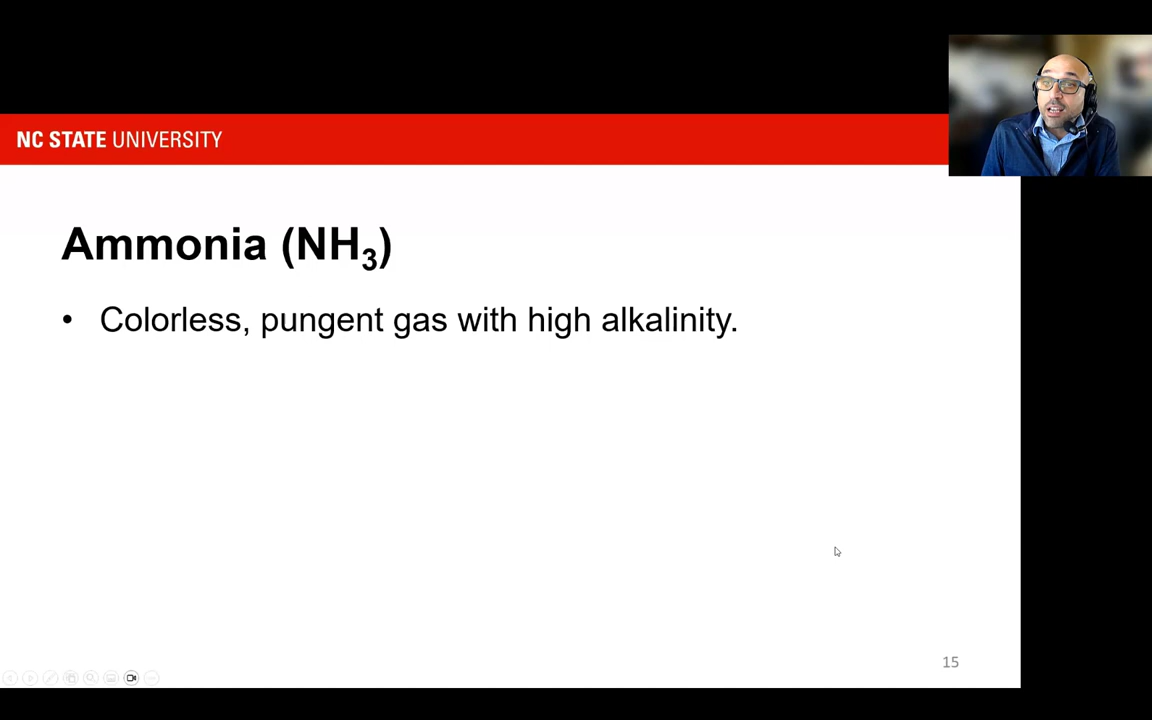 NC STATE UNIVERSITY
Ammonia (NH₃)
• Colorless, pungent gas with high alkalinity.
15